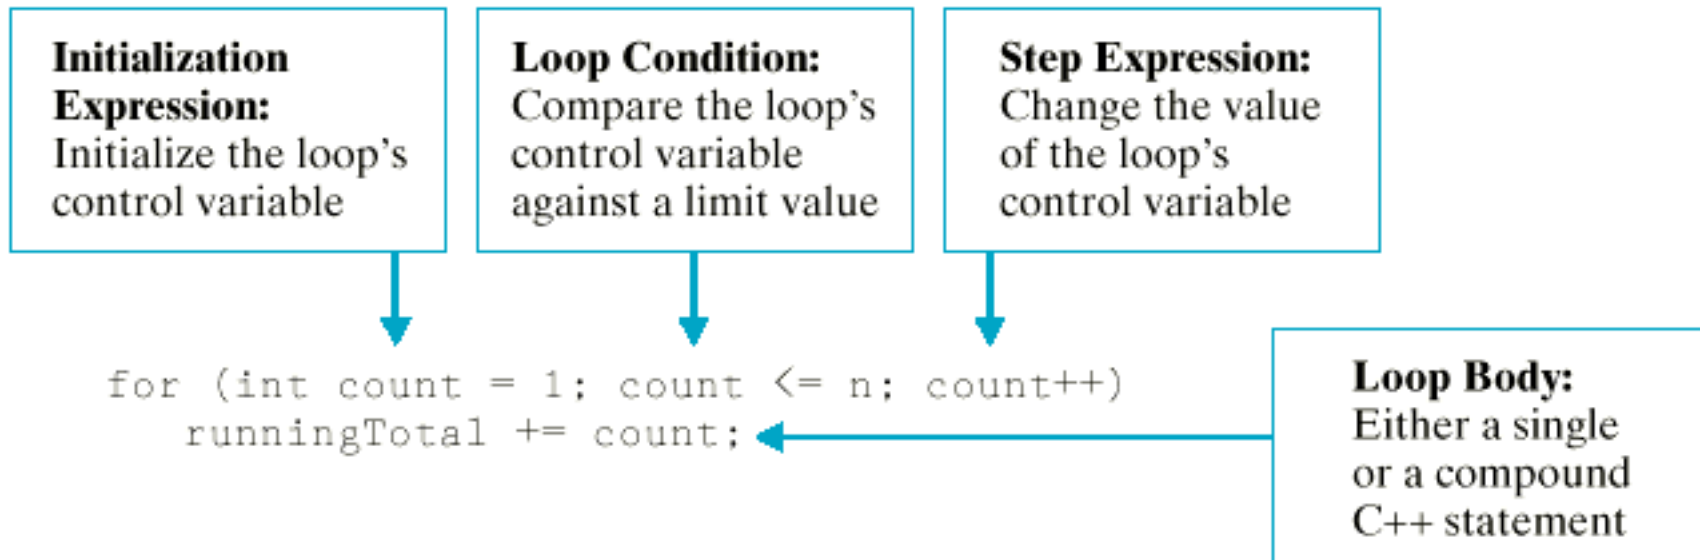 Initialization
Expression:
Initialize the loop's
control variable
Loop Condition:
Compare the loop's
control variable
against a limit value
Step Expression:
Change the value
of the loop's
control variable
for (int count = 1; count <= n; count++)
runningTotal += count;
Loop Body:
Either a single
or a compound
C++ statement